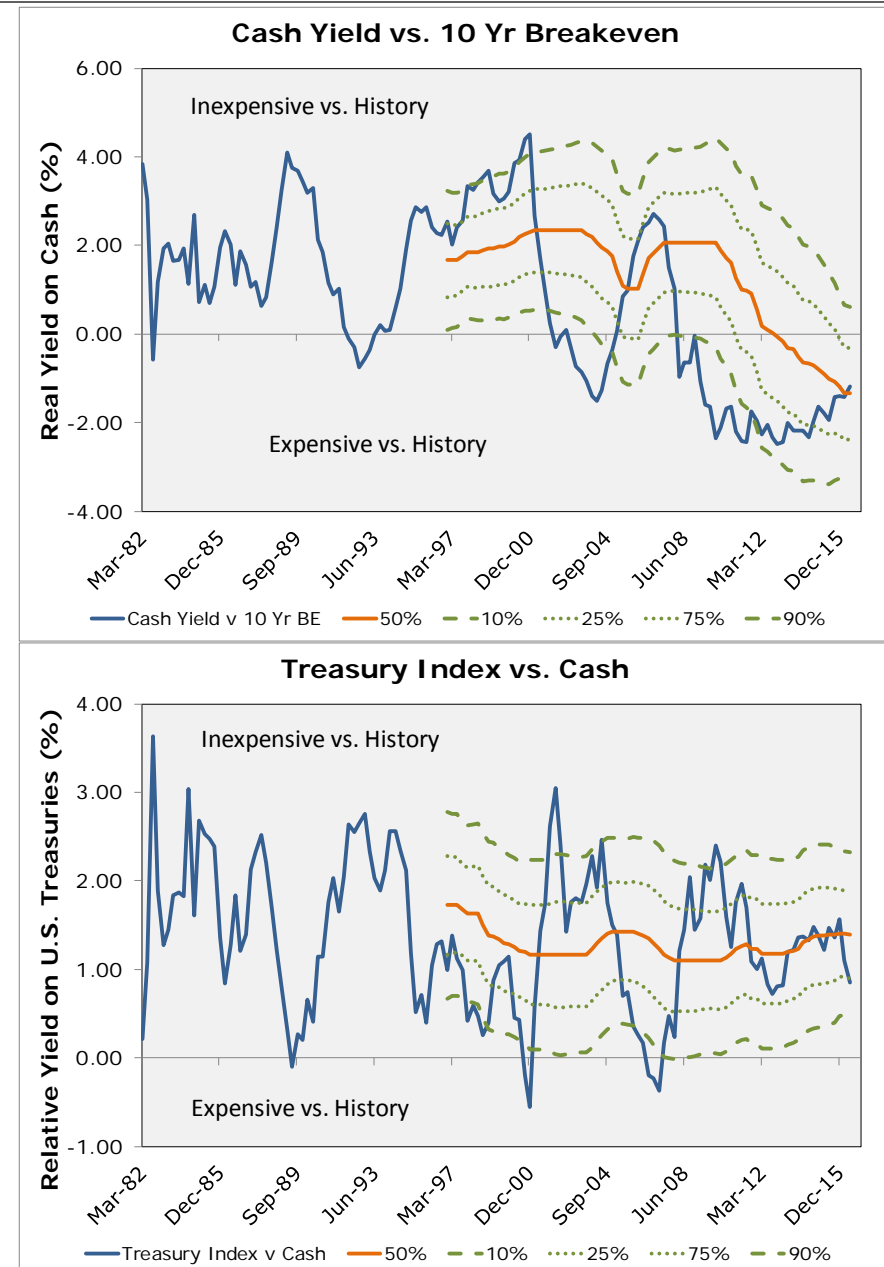 Cash Yield vs. 10 Yr Breakeven
6.00
Inexpensive vs. History
4.00
2.00
0.00
-2.00
Expensive vs. History
-4.00
Real Yield on Cash (%)
Mar-82
Dec-85
Sep-89
Jun-93
Mar-97
Dec-00
Sep-04
Jun-08
Mar-12
Dec-15
Cash Yield v 10 Yr BE 50% 10% 25% 75% 90%
Treasury Index vs. Cash
4.00
Inexpensive vs. History
3.00
2.00
1.00
0.00
Expensive vs. History
-1.00
Relative Yield on U.S. Treasuries (%)
Mar-82
Dec-85
Sep-89
Jun-93
Mar-97
Dec-00
Sep-04
Jun-08
Mar-12
Dec-15
Treasury Index v Cash 50% 10% 25% 75% 90%